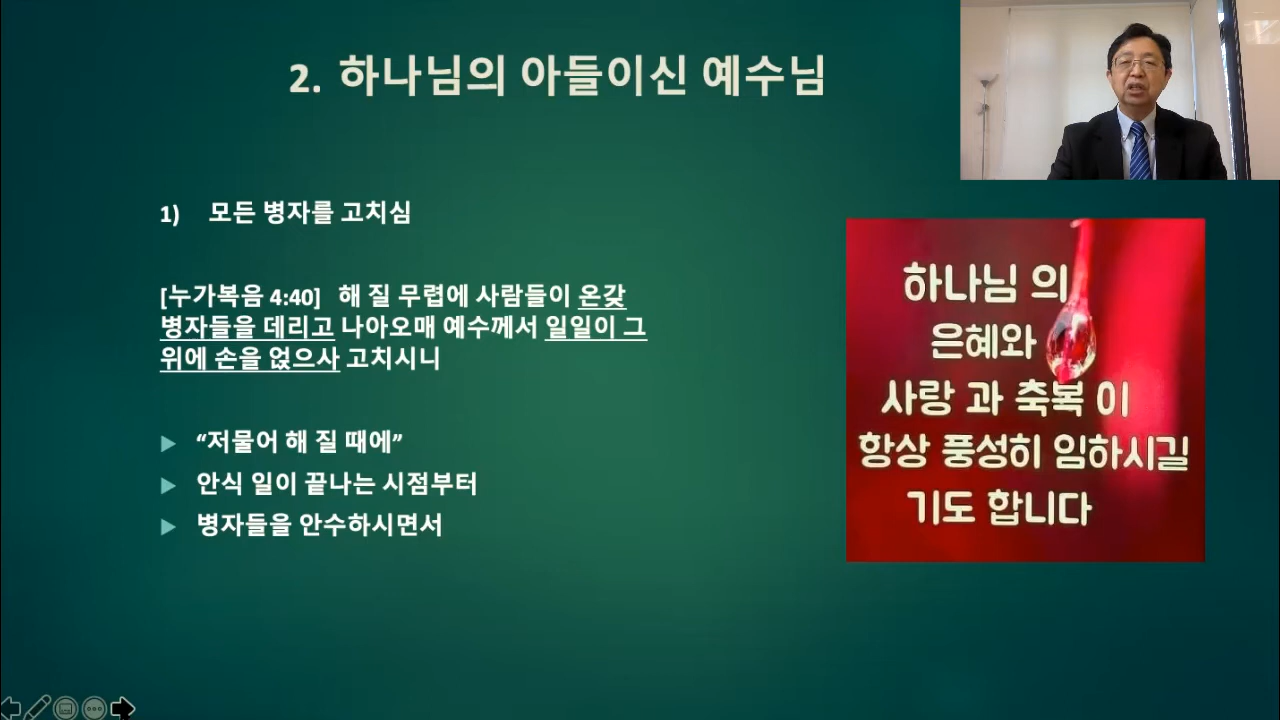 2. 하나님의 아들이신 예수님
1) 모든 병자를 고치심
[누가복음 4:40] 해 질 무렵에 사람들이 온갖
병자들을 데리고 나아오매 예수께서 일일이 그
위에 손을 얹으사 고치시니
“저물어 해 질 때에”
안식 일이 끝나는 시점부터
병자들을 안수하시면서
하나님 의
은혜와
사랑 과 축복 이
항상 풍성히 임하시길
기도 합니다